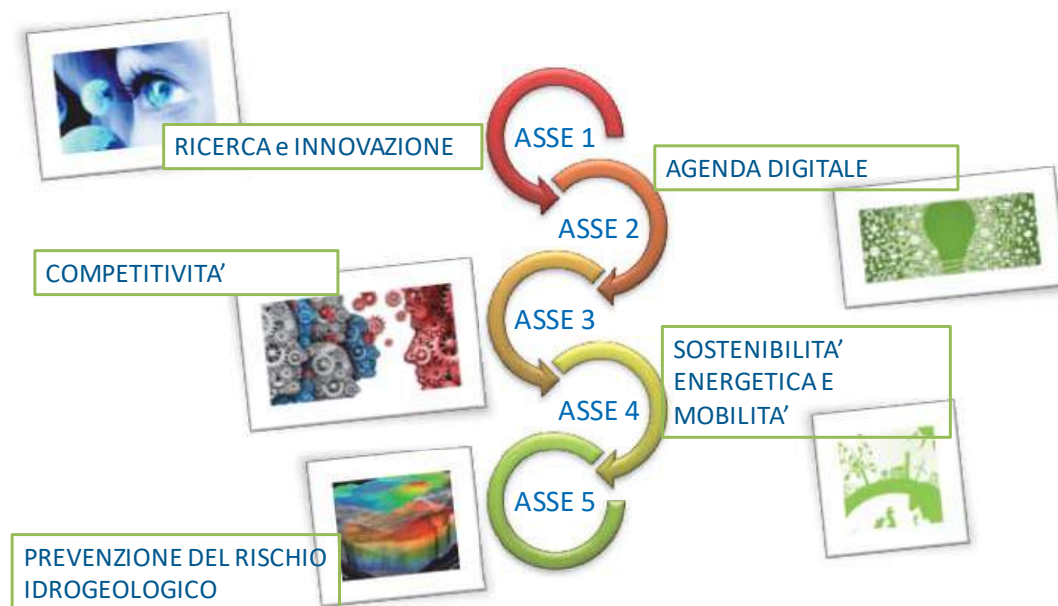 RICERCA e INNOVAZIONE
ASSE 1
AGENDA DIGITALE
ASSE 2
COMPETITIVITA’
ASSE 3
SOSTENIBILITA’
ENERGETICA E
MOBILITA’
ASSE 4
ASSE 5
PREVENZIONE DEL RISCHIO
IDROGEOLOGICO